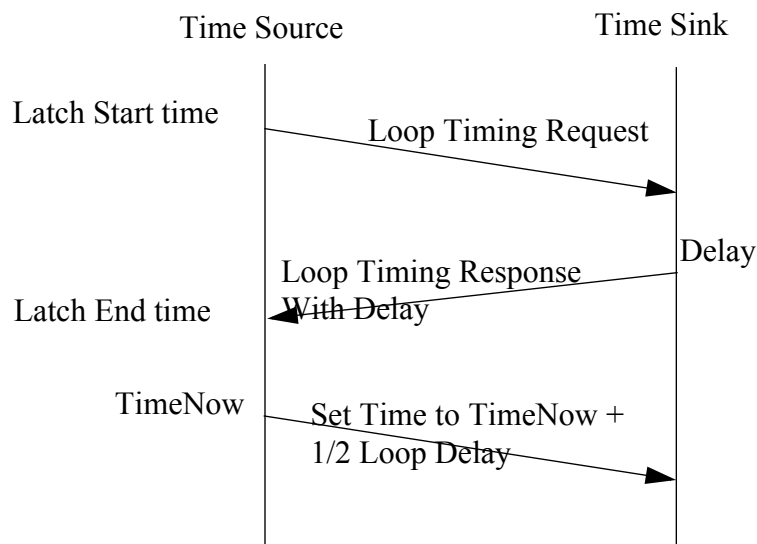 Time Source
Time Sink
Latch Start time
Loop Timing Request
Delay
Loop Timing Response
With Delay
Latch End time
TimeNow
Set Time to TimeNow +
1/2 Loop Delay